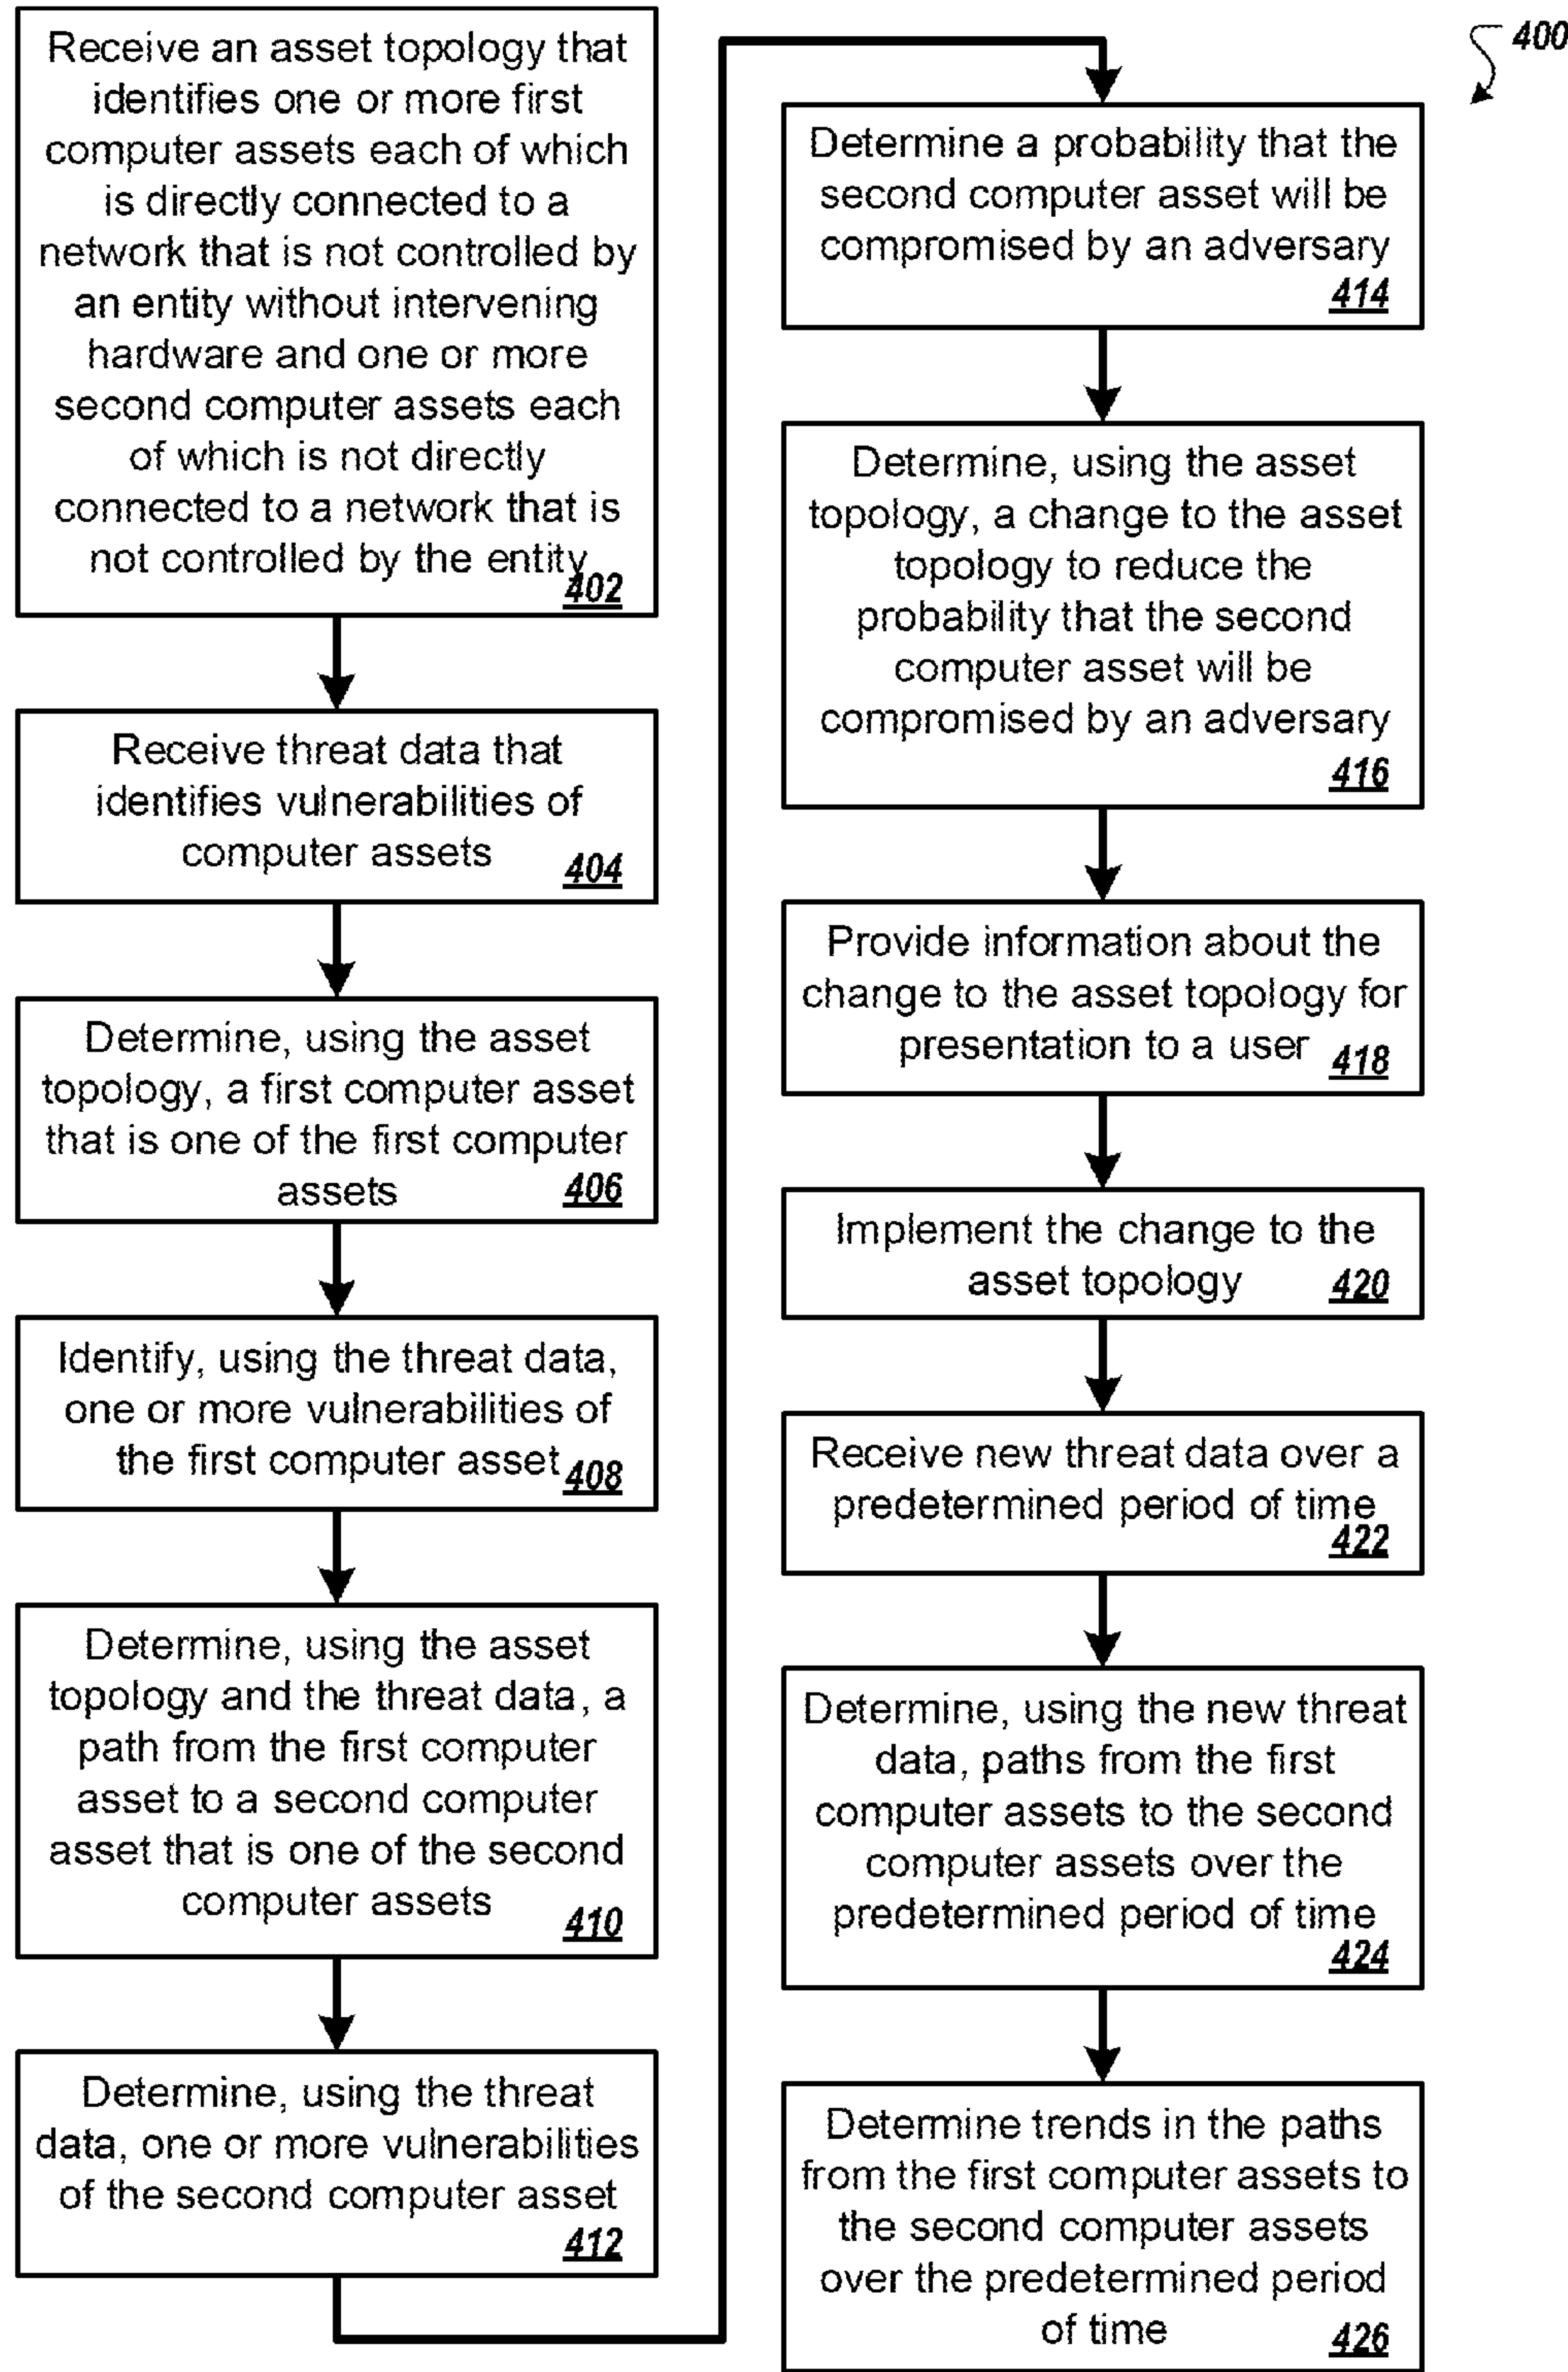 Receive an asset topology that
identifies one or more first
computer assets each of which
is directly connected to a
network that is not controlled by
an entity without intervening
hardware and one or more
second computer assets each
of which is not directly
connected to a network that is
not controlled by the entity
402
Receive threat data that
identifies vulnerabilities of
computer assets
404
Determine, using the asset
topology, a first computer asset
that is one of the first computer
assets
406
Identify, using the threat data,
one or more vulnerabilities of
the first computer asset
408
Determine, using the asset
topology and the threat data, a
path from the first computer
asset to a second computer
asset that is one of the second
computer assets
410
Determine, using the threat
data, one or more vulnerabilities
of the second computer asset
412
400
Determine a probability that the
second computer asset will be
compromised by an adversary
414
Determine, using the asset
topology, a change to the asset
topology to reduce the
probability that the second
computer asset will be
compromised by an adversary
416
Provide information about the
change to the asset topology for
presentation to a user
418
Implement the change to the
asset topology
420
Receive new threat data over a
predetermined period of time
422
Determine, using the new threat
data, paths from the first
computer assets to the second
computer assets over the
predetermined period of time
424
Determine trends in the paths
from the first computer assets to
the second computer assets
over the predetermined period
of time
426